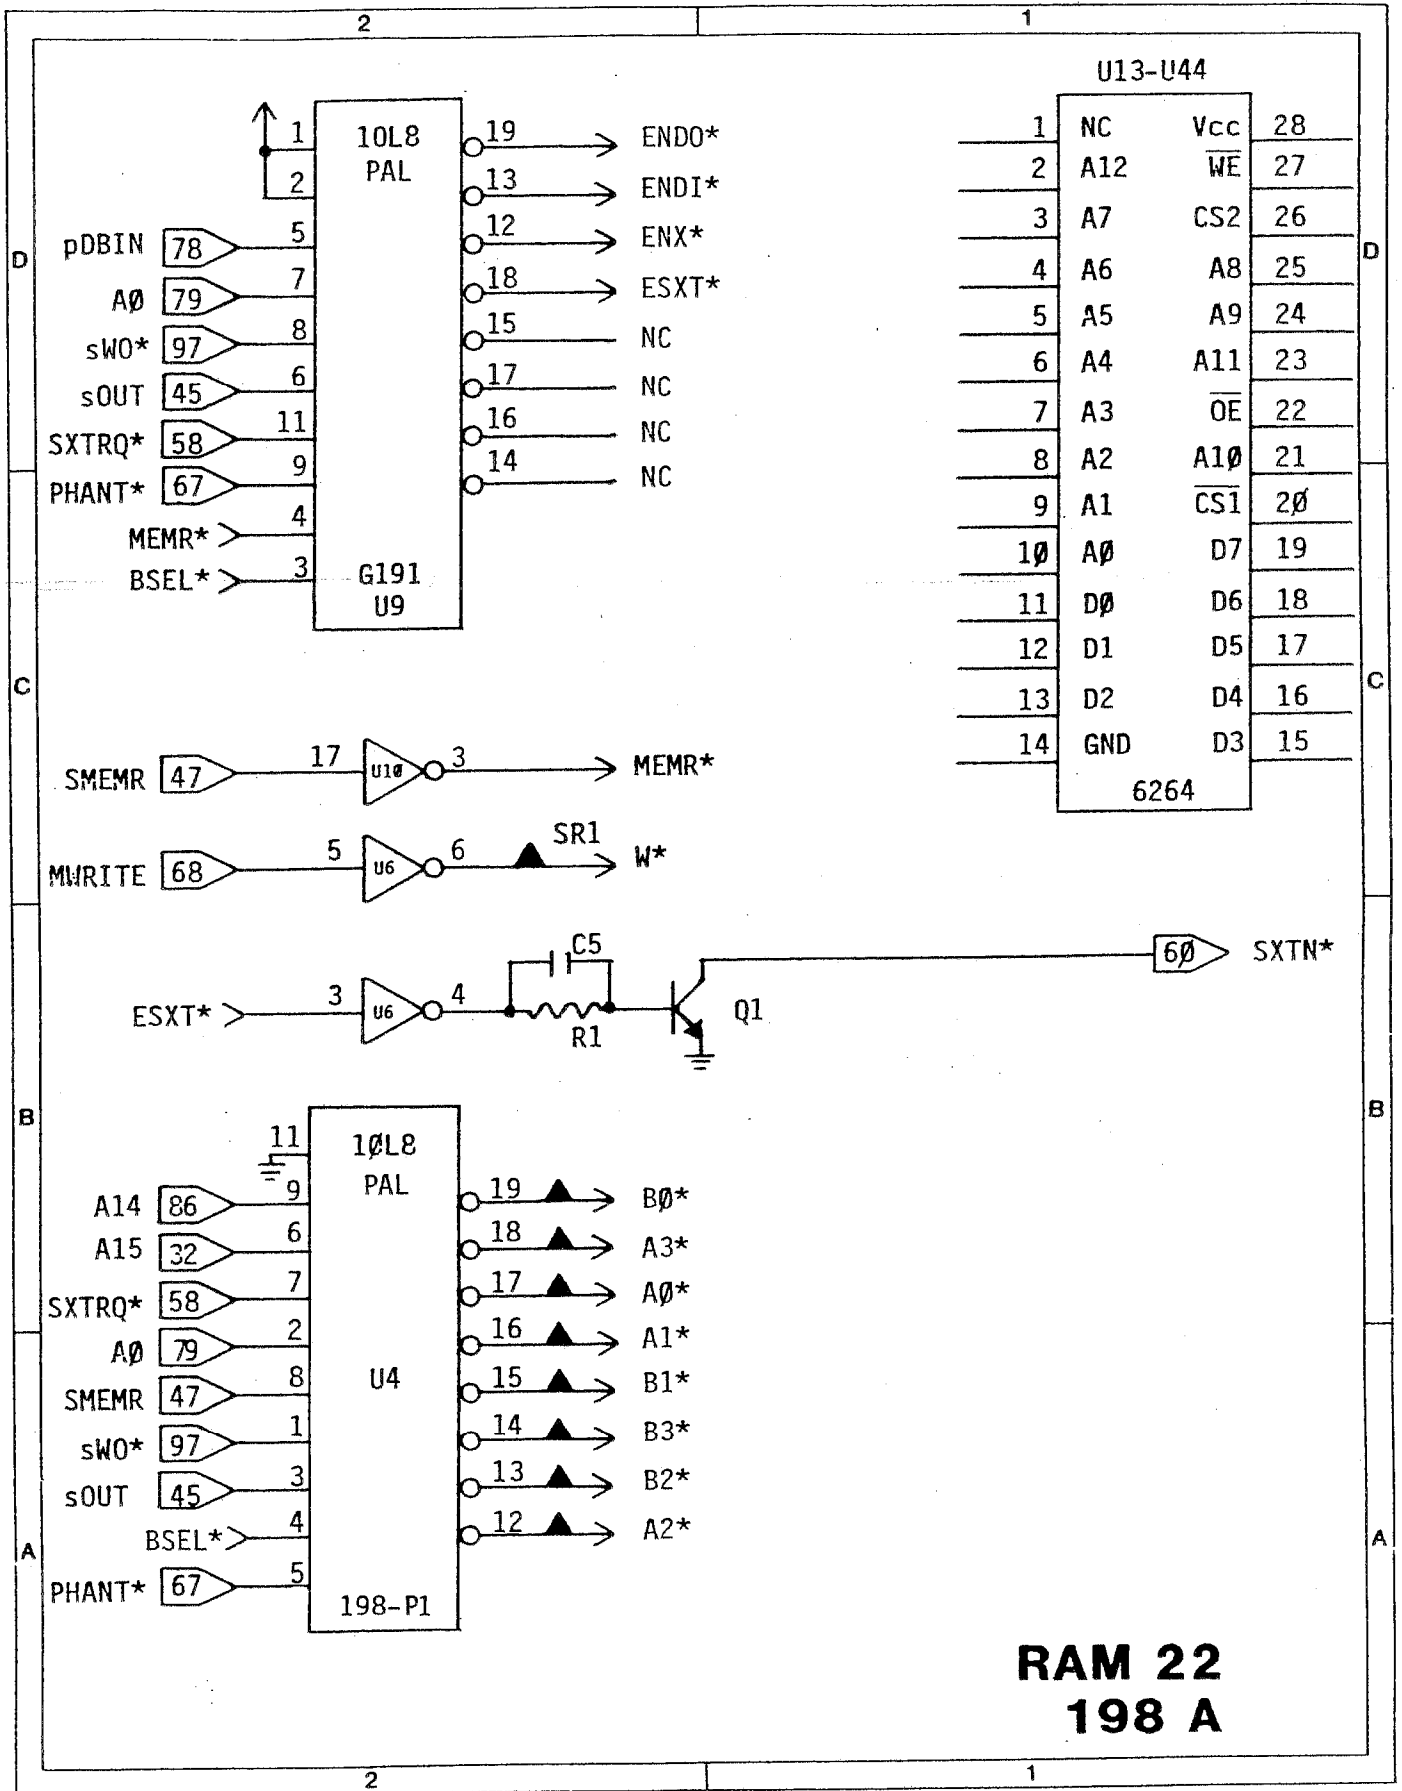 2 1
U13-U44
10L8
PAL
1
2
pDBIN 78 5
AØ 79 7
sWO* 97 8
sOUT 45 6
SXTRQ* 58 11
PHANT* 67 9
MEMR* 4
BSEL* 3
G191
U9
19 ENDO*
13 ENDI*
12 ENX*
18 ESXT*
15 NC
17 NC
16 NC
14 NC
1 NC Vcc 28
2 A12 WE 27
3 A7 CS2 26
4 A6 A8 25
5 A5 A9 24
6 A4 A11 23
7 A3 OE 22
8 A2 A1Ø 21
9 A1 CS1 2Ø
1Ø AØ D7 19
11 DØ D6 18
12 D1 D5 17
13 D2 D4 16
14 GND D3 15
6264
D D
C C
SMEMR 47 17 U1Ø 3 MEMR*
MWRITE 68 5 U6 6 SR1 W*
ESXT* 3 U6 4 C5 R1 Q1 6Ø SXTN*
B B
11 1ØL8
PAL
A14 86 9 19 BØ*
A15 32 6 18 A3*
SXTRQ* 58 7 17 AØ*
AØ 79 2 16 A1*
SMEMR 47 8 U4 15 B1*
sWO* 97 1 14 B3*
sOUT 45 3 13 B2*
BSEL* 4 12 A2*
PHANT* 67 5
198-P1
A A
RAM 22
198 A
2 1